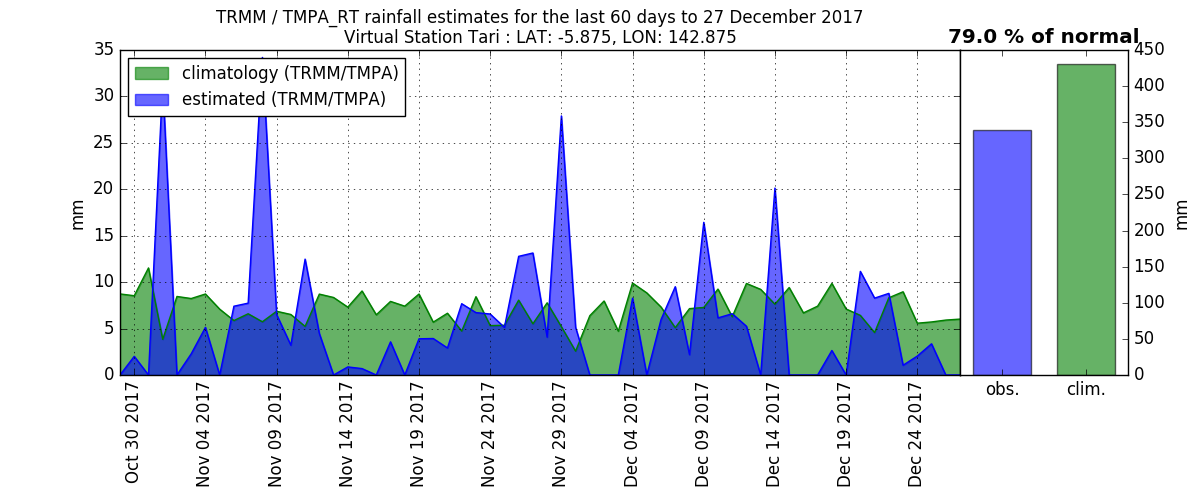 TRMM / TMPA_RT rainfall estimates for the last 60 days to 27 December 2017
Virtual Station Tari : LAT: -5.875, LON: 142.875
79.0 % of normal
climatology (TRMM/TMPA)
estimated (TRMM/TMPA)
mm
35
30
25
20
15
10
5
0
Oct 30 2017
Nov 04 2017
Nov 09 2017
Nov 14 2017
Nov 19 2017
Nov 24 2017
Nov 29 2017
Dec 04 2017
Dec 09 2017
Dec 14 2017
Dec 19 2017
Dec 24 2017
obs.
clim.
450
400
350
300
250
200
150
100
50
0
mm